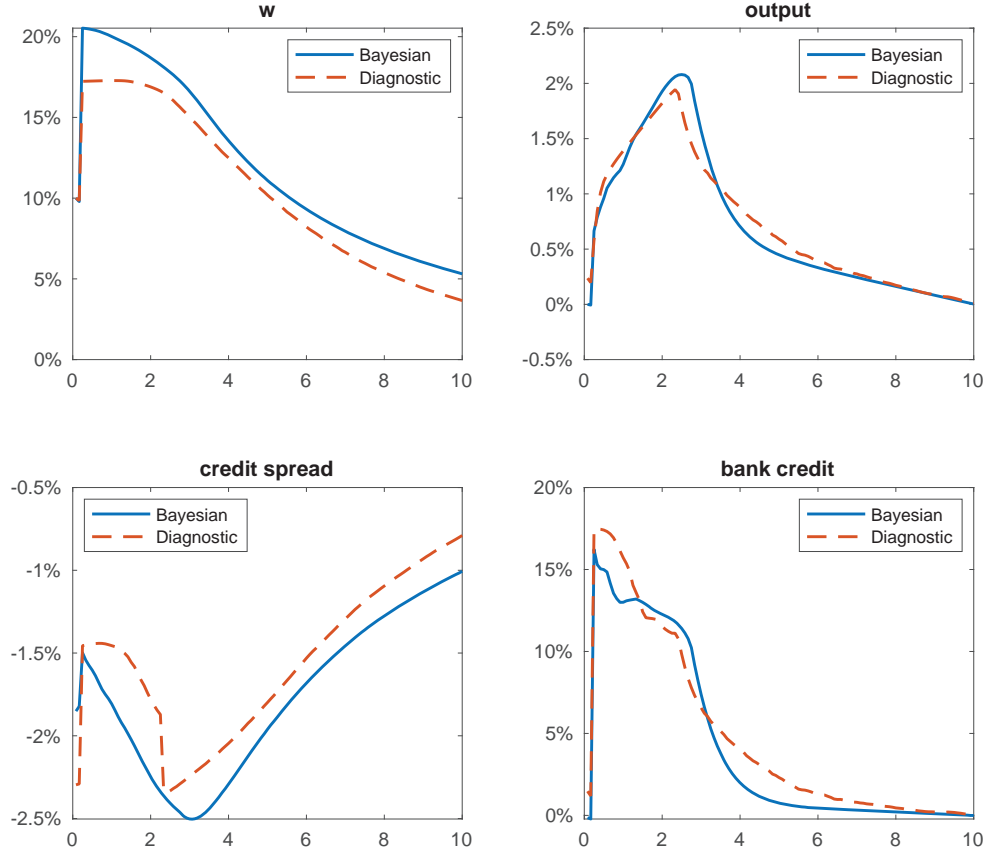 w
20%
15%
10%
5%
0%
0 2 4 6 8 10
Bayesian
Diagnostic
output
2.5%
2%
1.5%
1%
0.5%
0%
-0.5%
0 2 4 6 8 10
Bayesian
Diagnostic
credit spread
-0.5%
-1%
-1.5%
-2%
-2.5%
0 2 4 6 8 10
Bayesian
Diagnostic
bank credit
20%
15%
10%
5%
0%
0 2 4 6 8 10
Bayesian
Diagnostic